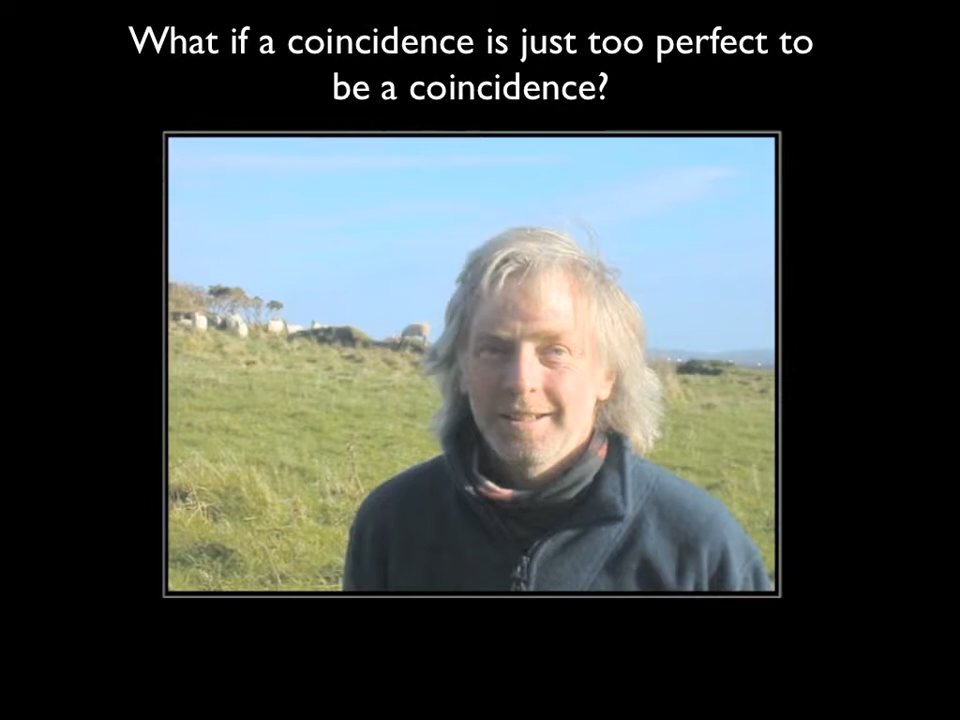 What if a coincidence is just too perfect to
be a coincidence?